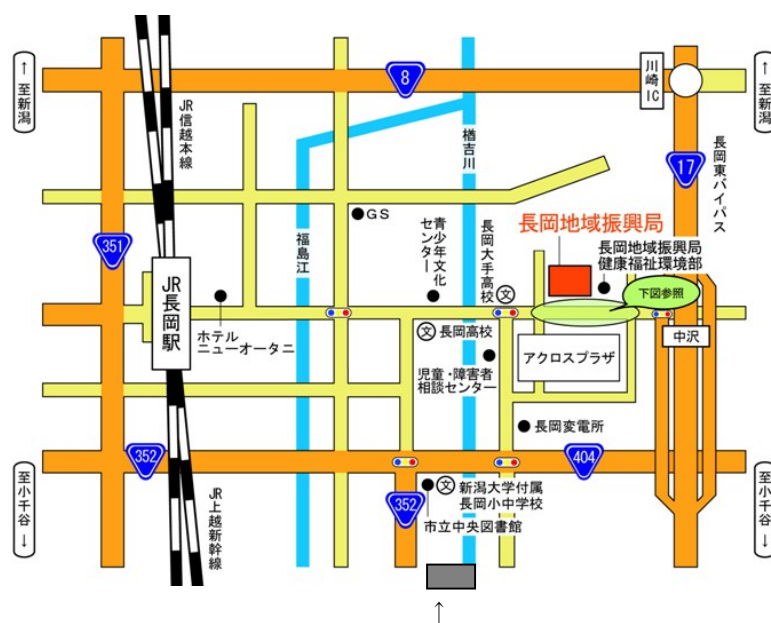 ↑
至新潟
JR信越本線
8
川崎IC
↑
至新潟
楢吉川
長岡東バイパス
17
GS
351
福島江
青少年文化
センター
長岡大手高校
文
長岡地域振興局
長岡地域振興局
健康福祉環境部
下図参照
JR長岡駅
ホテル
ニューオータニ
文
長岡高校
児童・障害者
相談センター
アクロスプラザ
中沢
長岡変電所
352
404
至小千谷
↓
JR上越新幹線
352
文
新潟大学付属
長岡小中学校
市立中央図書館
至小千谷
↓
↑